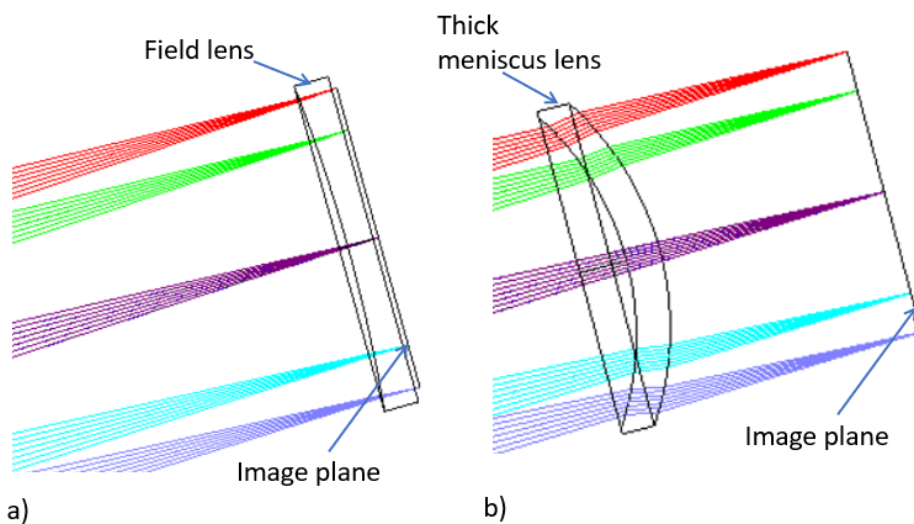 Field lens
Image plane
a)
Thick
meniscus lens
Image plane
b)